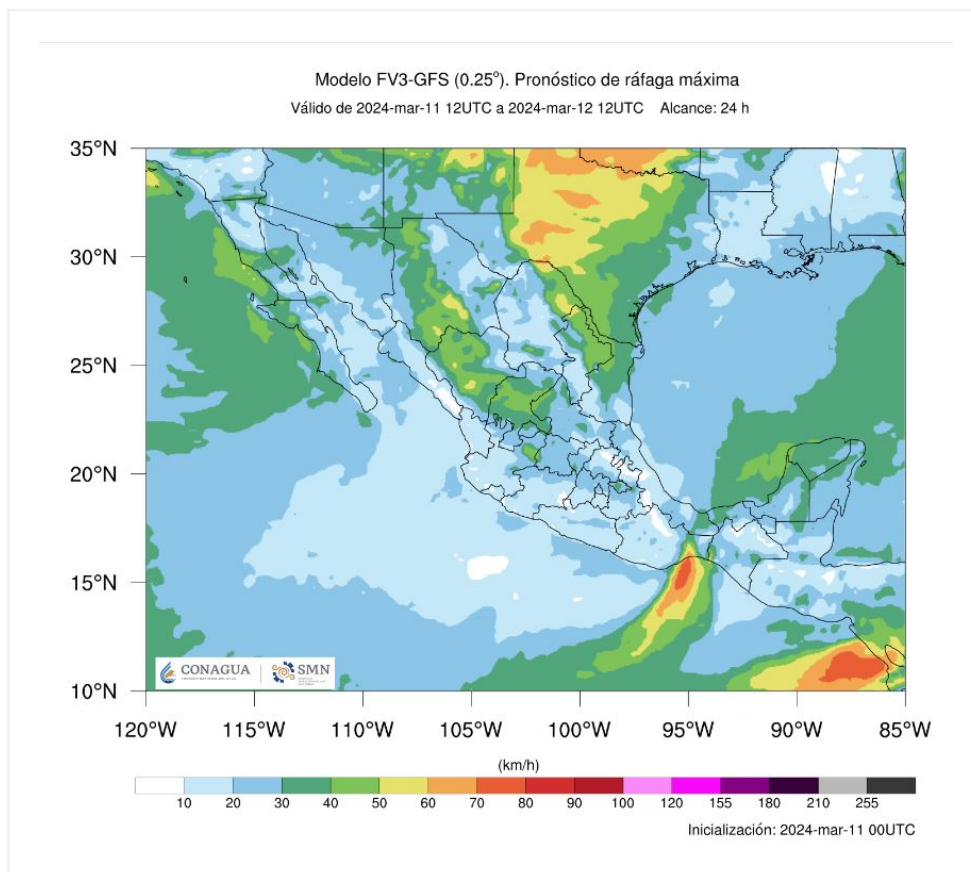 Modelo FV3-GFS (0.25°). Pronóstico de ráfaga máxima
Válido de 2024-mar-11 12UTC a 2024-mar-12 12UTC Alcance: 24 h
35°N
30°N
25°N
20°N
15°N
10°N
CONAGUA SMN
120°W 115°W 110°W 105°W 100°W 95°W 90°W 85°W
(km/h)
10 20 30 40 50 60 70 80 90 100 120 155 180 210 255
Inicialización: 2024-mar-11 00UTC